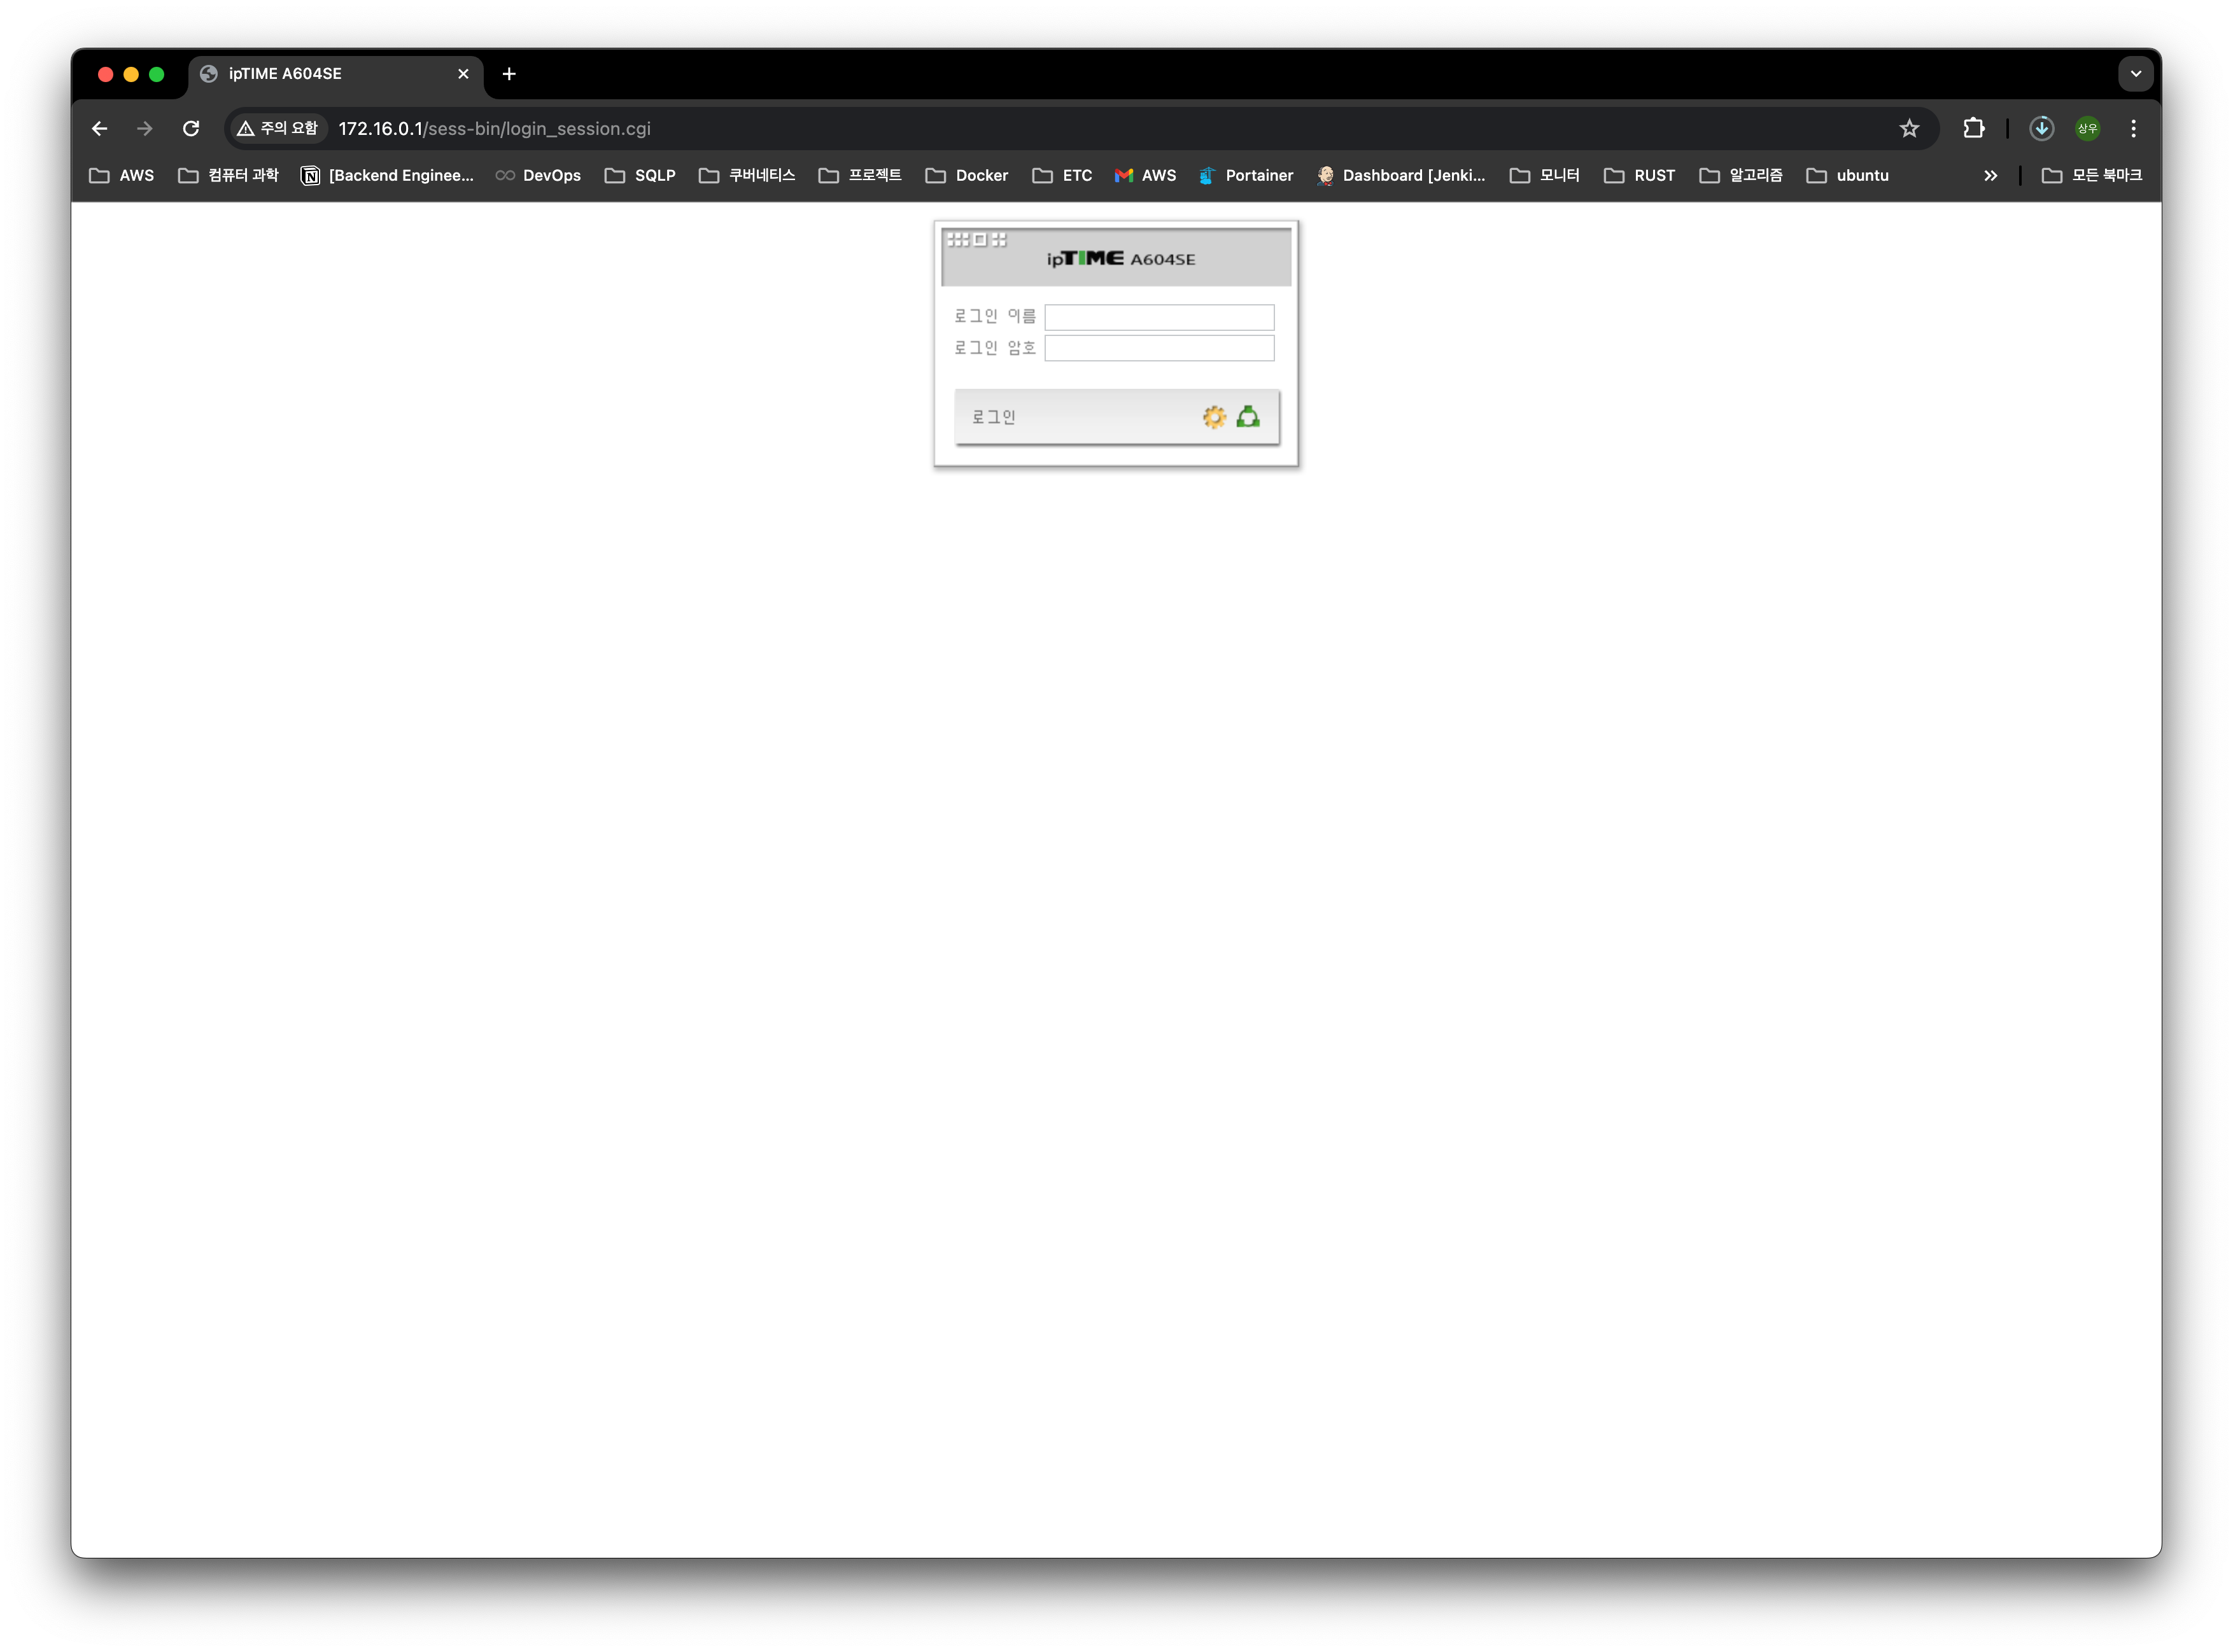 ipTIME A604SE
주의 요함 172.16.0.1/sess-bin/login_session.cgi 상우
AWS 컴퓨터 과학 [Backend Enginee... DevOps SQLP 쿠버네티스 프로젝트 Docker ETC AWS Portainer Dashboard [Jenki... 모니터 RUST 알고리즘 ubuntu 모든 북마크
ipTIME A604SE
로그인 이름
로그인 암호
로그인